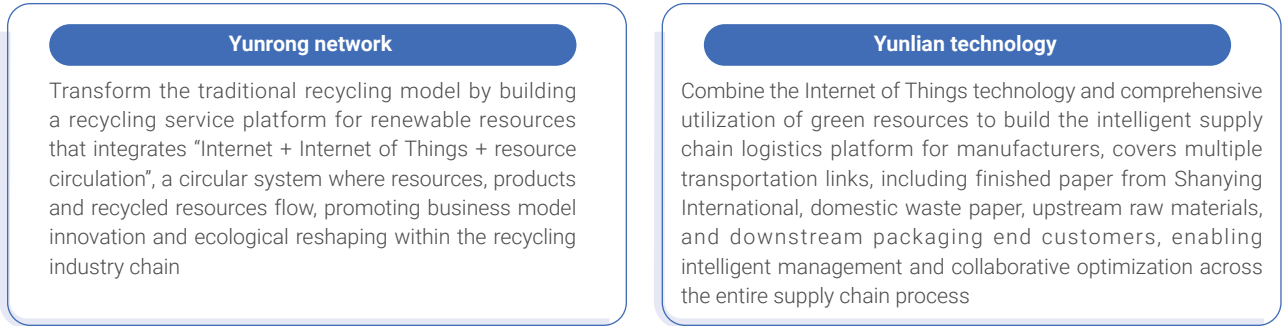 Yunrong network
Transform the traditional recycling model by building
a recycling service platform for renewable resources
that integrates “Internet + Internet of Things + resource
circulation”, a circular system where resources, products
and recycled resources flow, promoting business model
innovation and ecological reshaping within the recycling
industry chain
Yunlian technology
Combine the Internet of Things technology and comprehensive
utilization of green resources to build the intelligent supply
chain logistics platform for manufacturers, covers multiple
transportation links, including finished paper from Shanying
International, domestic waste paper, upstream raw materials,
and downstream packaging end customers, enabling
intelligent management and collaborative optimization across
the entire supply chain process